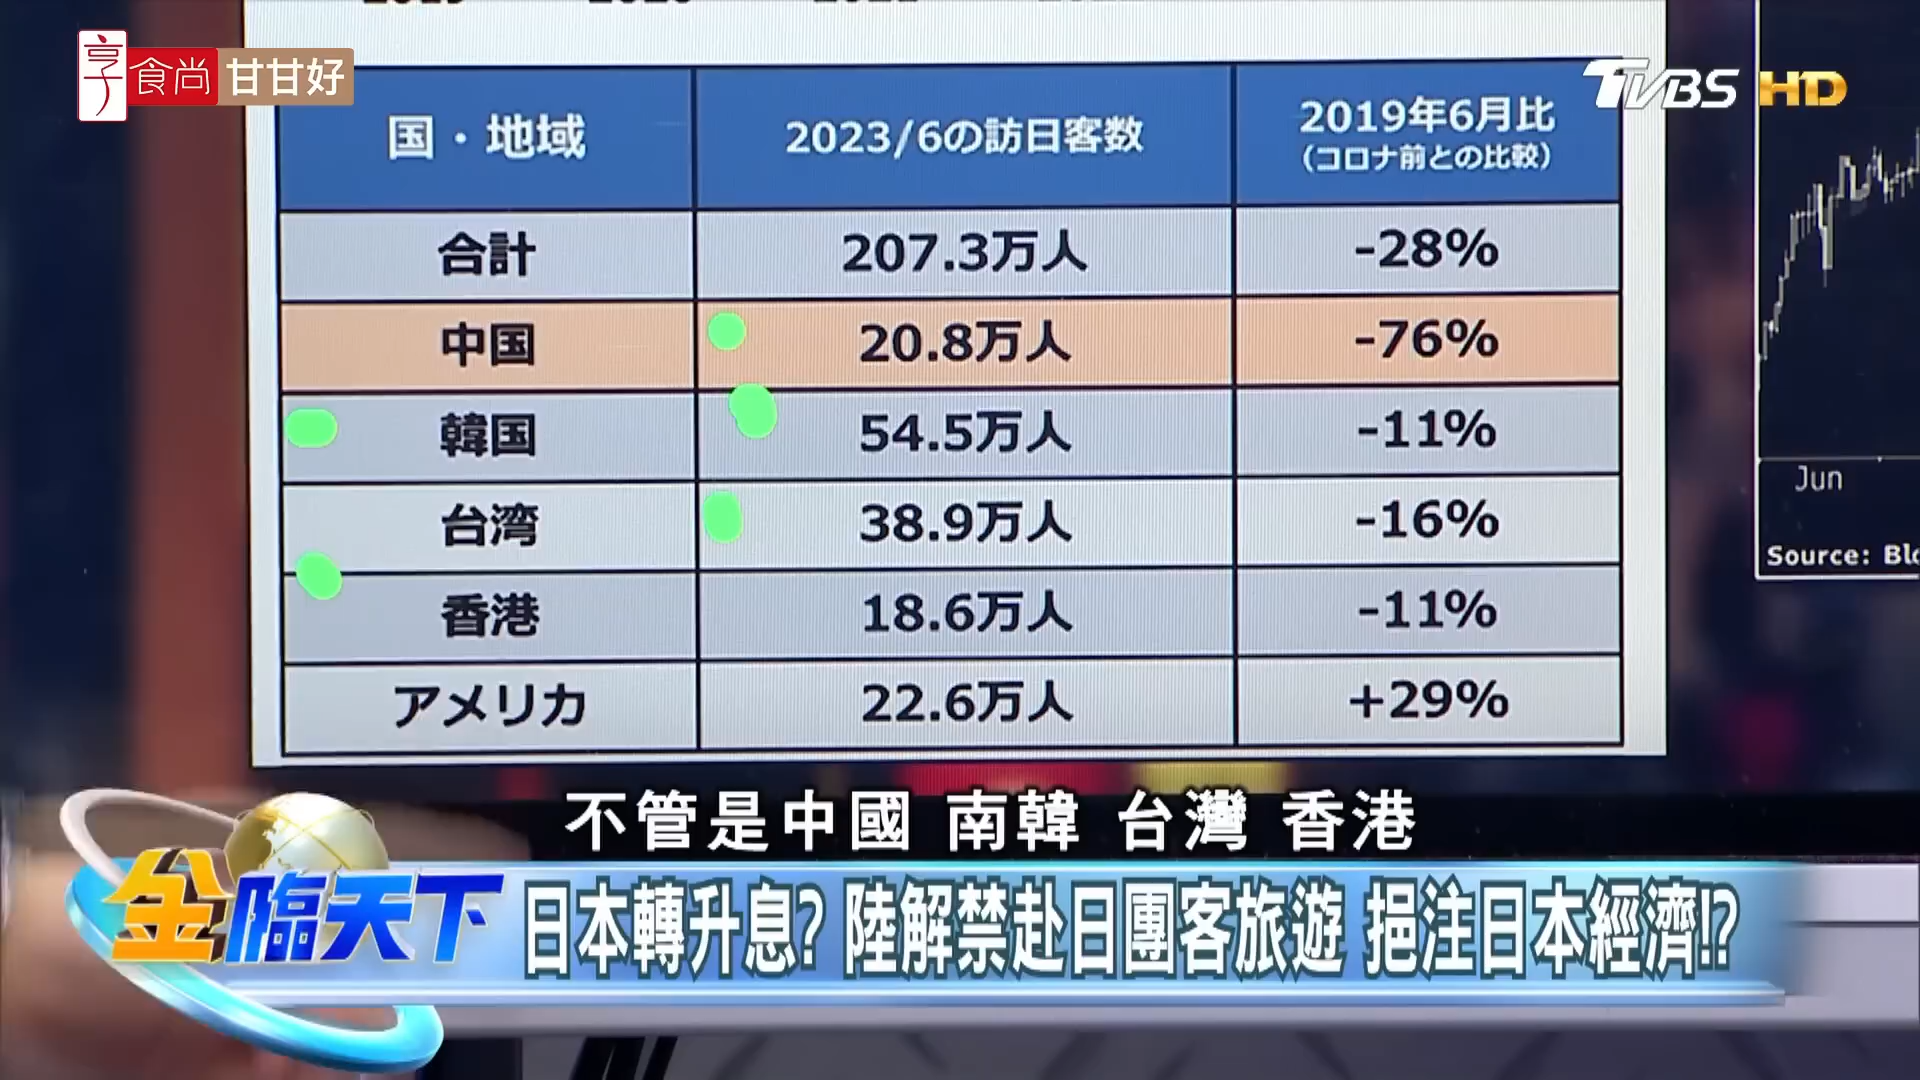 享食尚 甘甘好
TVBS HD
国・地域 2023/6の訪日客数 2019年6月比
(コロナ前との比較)
合計 207.3万人 -28%
中国 20.8万人 -76%
韓国 54.5万人 -11%
台湾 38.9万人 -16%
香港 18.6万人 -11%
アメリカ 22.6万人 +29%
Jun
Source: Blo
不管是中國 南韓 台灣 香港
金臨天下
日本轉升息? 陸解禁赴日團客旅遊 挹注日本經濟!?